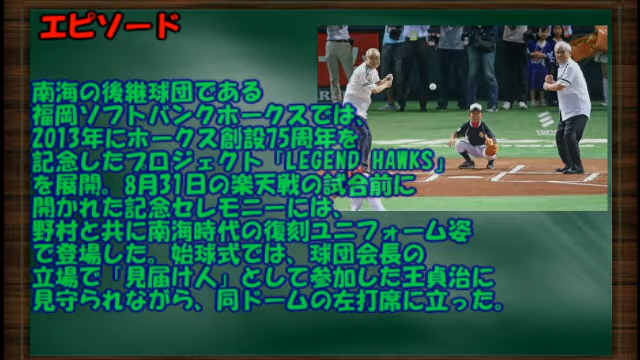 エピソード
南海の後継球団である
福岡ソフトバンクホークスでは、
2013年にホークス創設75周年を
記念したプロジェクト「LEGEND HAWKS」
を展開。8月31日の楽天戦の試合前に
開かれた記念セレモニーには、
野村と共に南海時代の復刻ユニフォーム姿
で登場した。始球式では、球団会長の
立場で「見届け人」として参加した王貞治に
見守られながら、同ドームの左打席に立った。